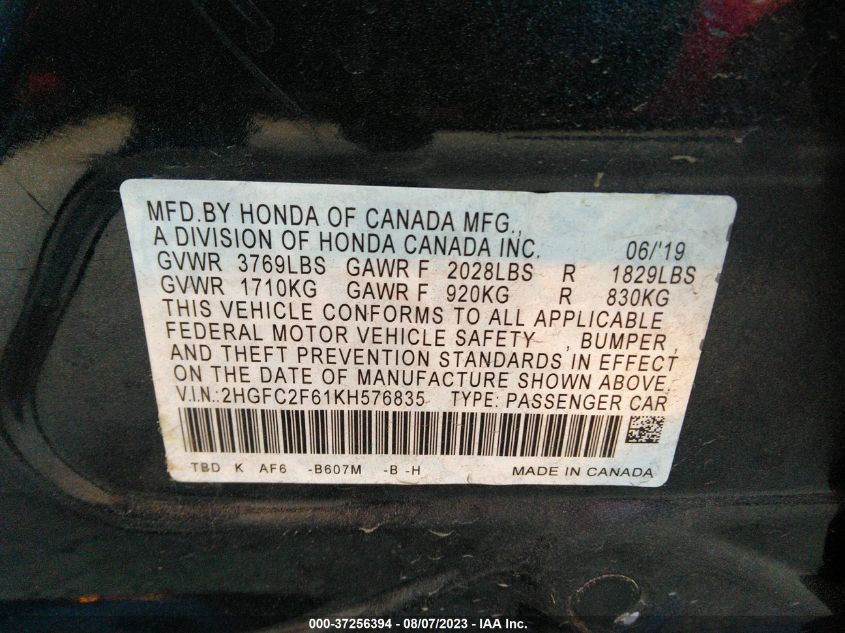 MFD.BY HONDA OF CANADA MFG.,
A DIVISION OF HONDA CANADA INC. 06/'19
GVWR 3769LBS GAWR F 2028LBS R 1829LBS
GVWR 1710KG GAWR F 920KG R 830KG
THIS VEHICLE CONFORMS TO ALL APPLICABLE
FEDERAL MOTOR VEHICLE SAFETY , BUMPER,
AND THEFT PREVENTION STANDARDS IN EFFECT
ON THE DATE OF MANUFACTURE SHOWN ABOVE.
V.I.N.:2HGFC2F61KH576835 TYPE: PASSENGER CAR
TBD K AF6 -B607M -B -H MADE IN CANADA
000-37256394 - 08/07/2023 - IAA Inc.